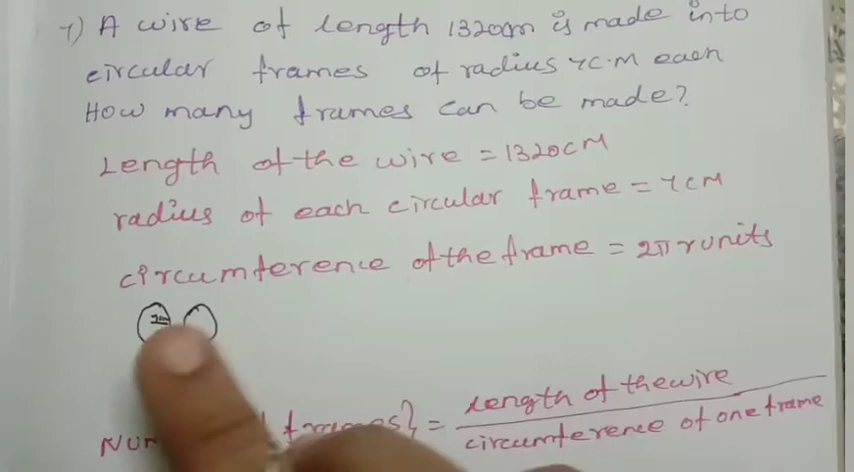 7) A wire of length 1320cm is made into
circular frames of radius 7C.M each
How many frames can be made?
Length of the wire = 1320CM
radius of each circular frame = 7CM
circumference of the frame = 2πr units
7cm
frames} = Length of the wire
circumference of one frame